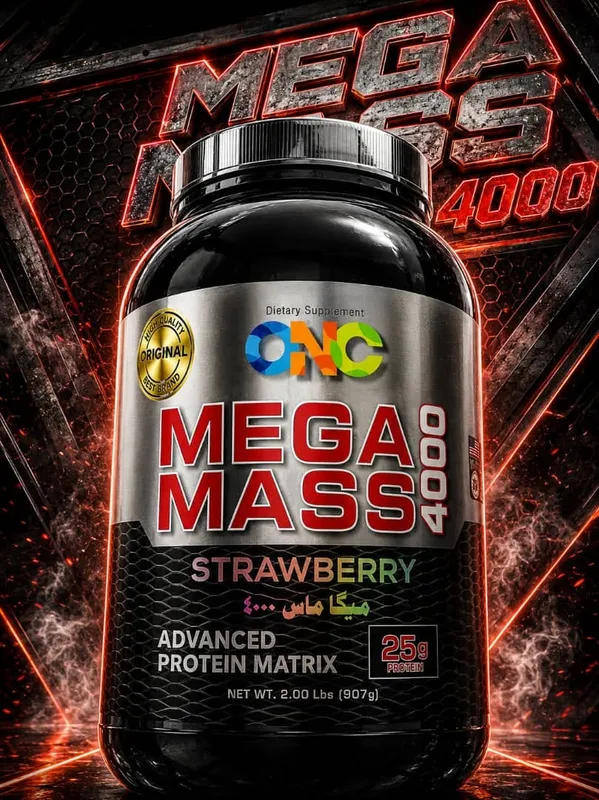 MEGA
MASS
4000
Dietary Supplement
ONC
HIGH QUALITY
ORIGINAL
BEST BRAND
MEGA
MASS
4000
STRAWBERRY
میگا ماس ٤٠٠٠
ADVANCED
PROTEIN MATRIX
25g
PROTEIN
NET WT. 2.00 Lbs (907g)